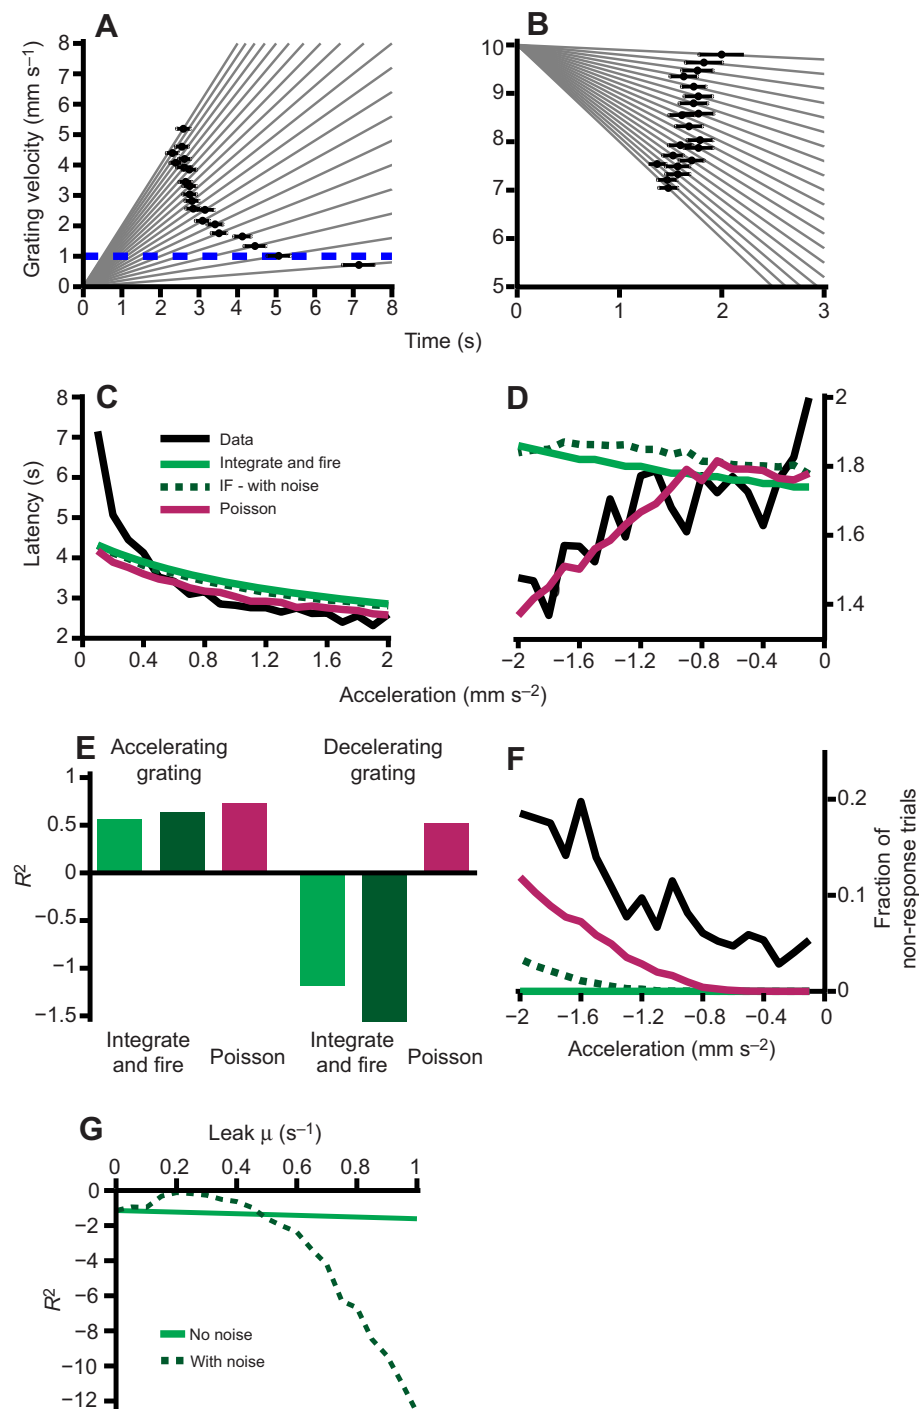 A
B
Grating velocity (mm s–1)
8
7
6
5
4
3
2
1
0
0 1 2 3 4 5 6 7 8
10
9
8
7
6
5
0 1 2 3
Time (s)
C
D
Latency (s)
8
7
6
5
4
3
2
Data
Integrate and fire
IF - with noise
Poisson
0 0.4 0.8 1.2 1.6 2
2
1.8
1.6
1.4
−2 −1.6 −1.2 −0.8 −0.4 0
Acceleration (mm s–2)
E
Accelerating grating
Decelerating grating
R2
1
0.5
0
−0.5
−1
−1.5
Integrate and fire
Poisson
Integrate and fire
Poisson
F
0.2
0.1
0
Fraction of non-response trials
−2 −1.6 −1.2 −0.8 −0.4 0
Acceleration (mm s–2)
G
Leak μ (s–1)
0 0.2 0.4 0.6 0.8 1
R2
0
−2
−4
−6
−8
−10
−12
No noise
With noise